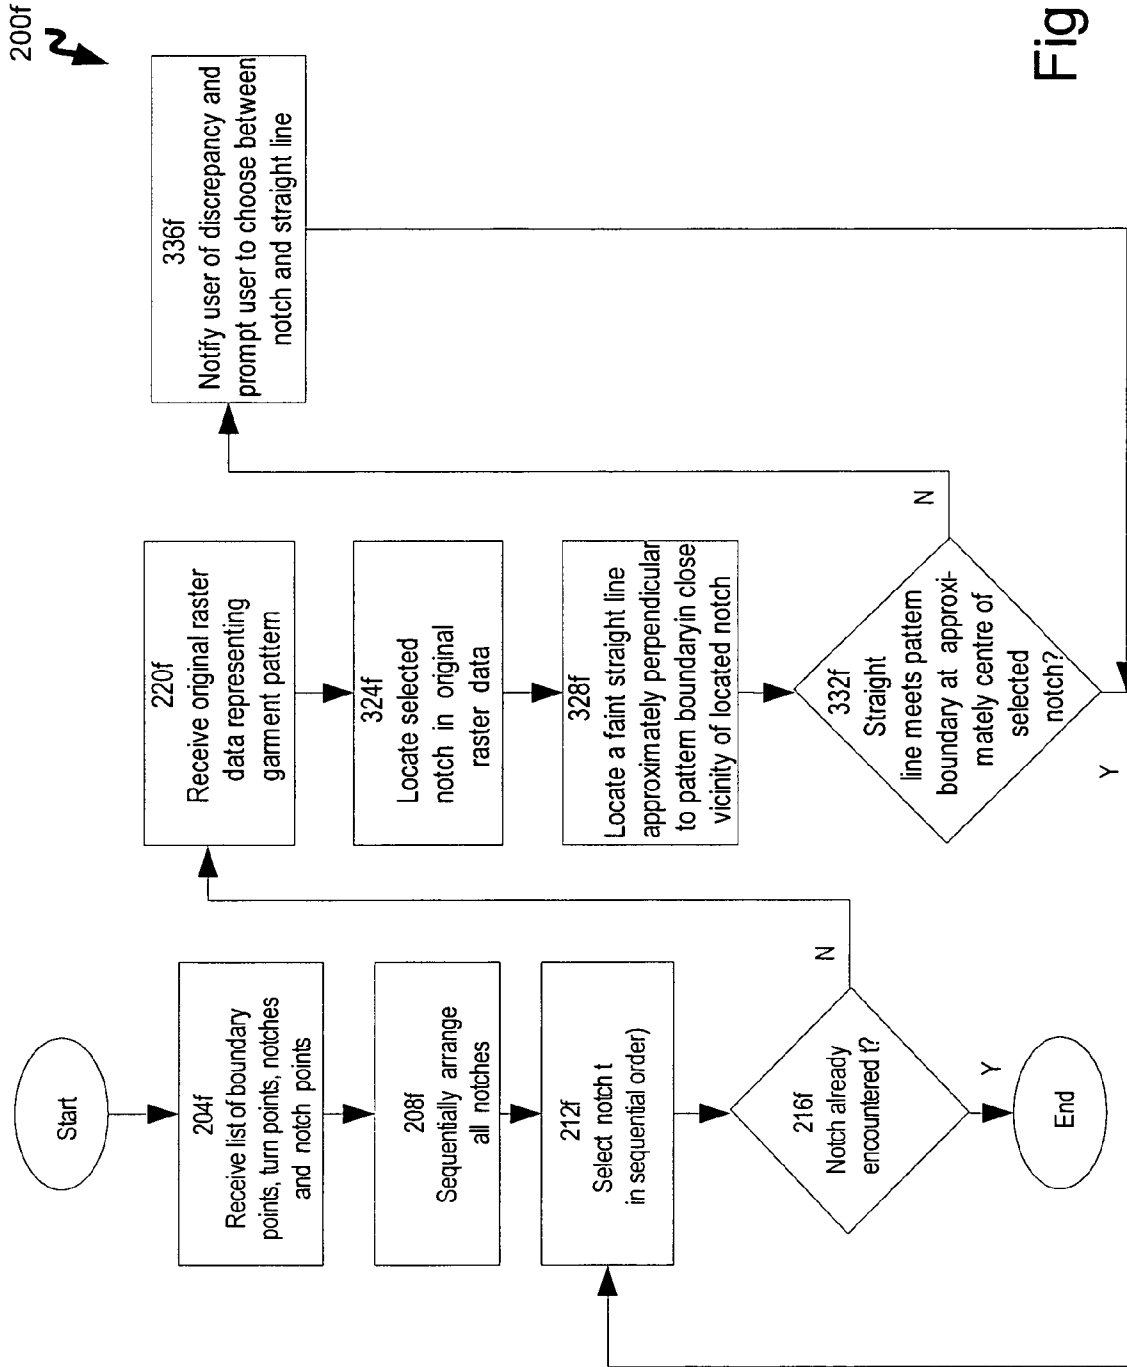 200f
Start
204f
Receive list of boundary
points, turn points, notches
and notch points
208f
Sequentially arrange
all notches
212f
Select notch t
in sequential order)
216f
Notch already
encountered t?
N
Y
End
220f
Receive original raster
data representing
garment pattern
324f
Locate selected
notch in original
raster data
328f
Locate a faint straight line
approximately perpendicular
to pattern boundaryin close
vicinity of located notch
332f
Straight
line meets pattern
boundary at approxi-
mately centre of
selected
notch?
N
Y
336f
Notify user of discrepancy and
prompt user to choose between
notch and straight line
Fig